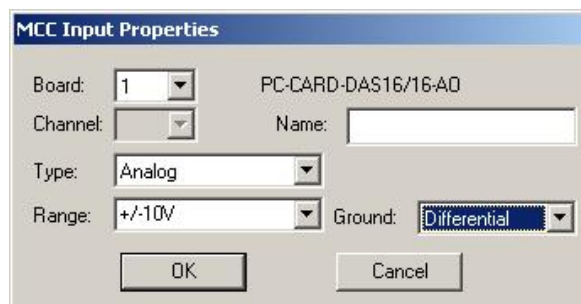 MCC Input Properties
Board: 1 PC-CARD-DAS16/16-AO
Channel: Name:
Type: Analog
Range: +/-10V Ground: Differential
OK Cancel